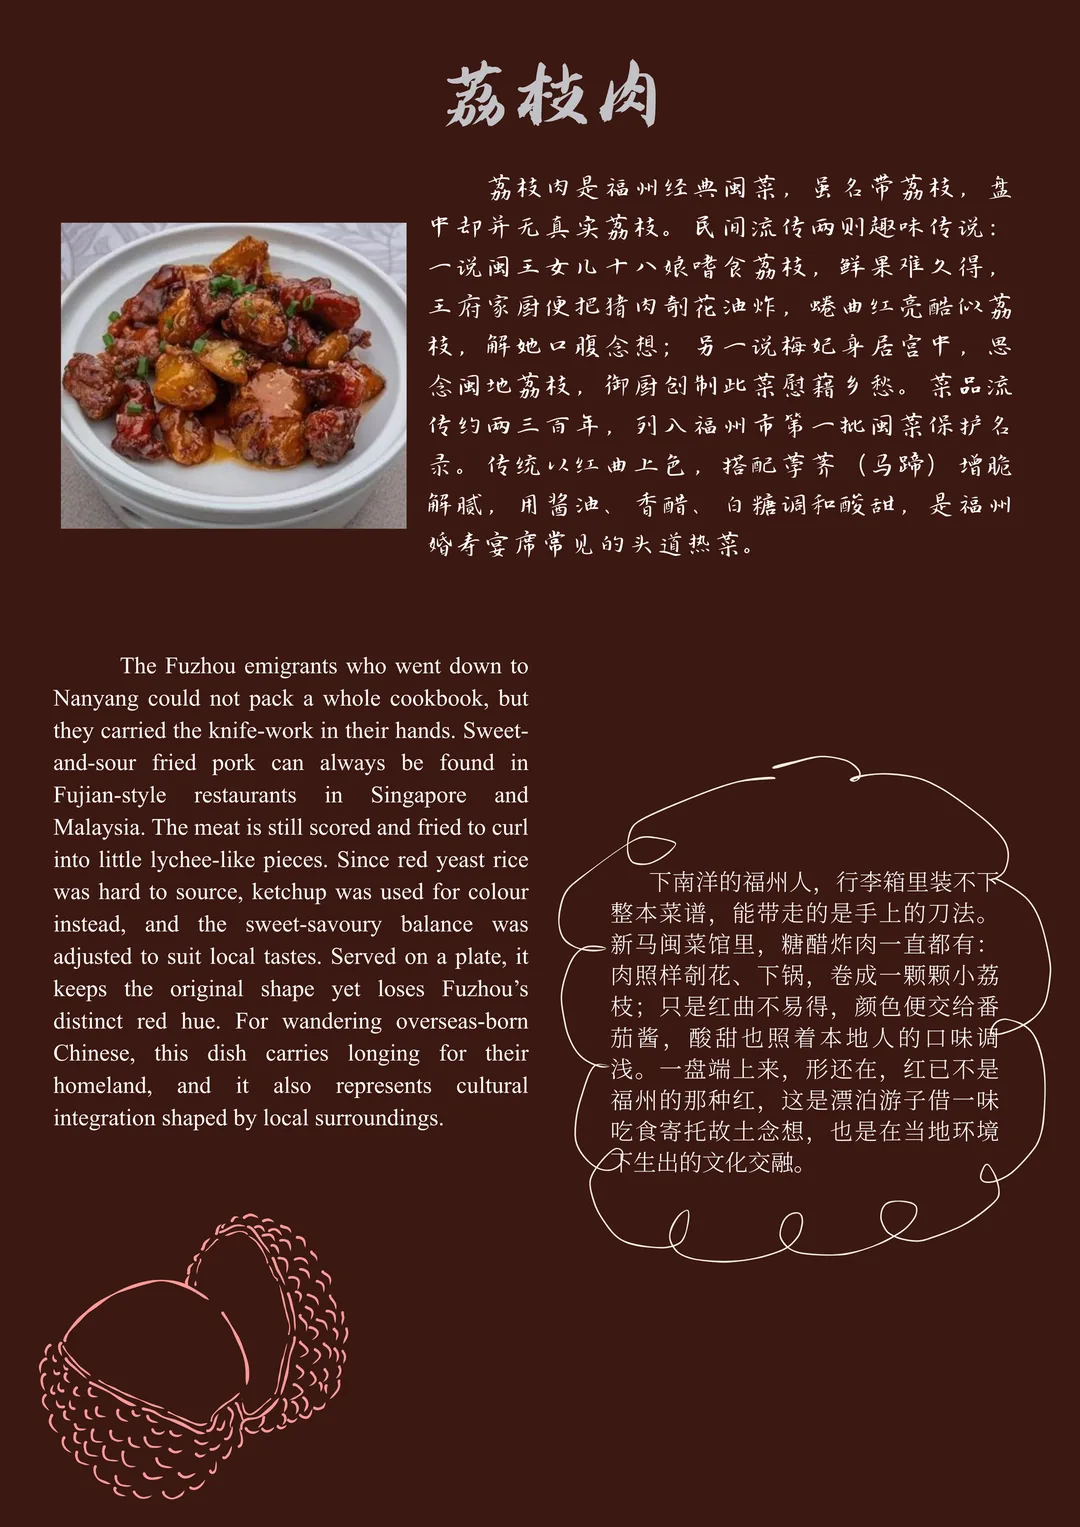 荔枝肉
荔枝肉是福州经典闽菜，虽名带荔枝，盘
中却并无真实荔枝。民间流传两则趣味传说：
一说闽王女儿十八娘嗜食荔枝，鲜果难久得，
王府家厨便把猪肉剞花油炸，蜷曲红亮酷似荔
枝，解她口腹念想；另一说梅妃身居宫中，思
念闽地荔枝，御厨创制此菜慰藉乡愁。菜品流
传约两三百年，列入福州市第一批闽菜保护名
录。传统以红曲上色，搭配荸荠（马蹄）增脆
解腻，用酱油、香醋、白糖调和酸甜，是福州
婚寿宴席常见的头道热菜。
The Fuzhou emigrants who went down to
Nanyang could not pack a whole cookbook, but
they carried the knife-work in their hands. Sweet-
and-sour fried pork can always be found in
Fujian-style restaurants in Singapore and
Malaysia. The meat is still scored and fried to curl
into little lychee-like pieces. Since red yeast rice
was hard to source, ketchup was used for colour
instead, and the sweet-savoury balance was
adjusted to suit local tastes. Served on a plate, it
keeps the original shape yet loses Fuzhou’s
distinct red hue. For wandering overseas-born
Chinese, this dish carries longing for their
homeland, and it also represents cultural
integration shaped by local surroundings.
下南洋的福州人，行李箱里装不下
整本菜谱，能带走的是手上的刀法。
新马闽菜馆里，糖醋炸肉一直都有：
肉照样剞花、下锅，卷成一颗颗小荔
枝；只是红曲不易得，颜色便交给番
茄酱，酸甜也照着本地人的口味调
浅。一盘端上来，形还在，红已不是
福州的那种红，这是漂泊游子借一味
吃食寄托故土念想，也是在当地环境
下生出的文化交融。